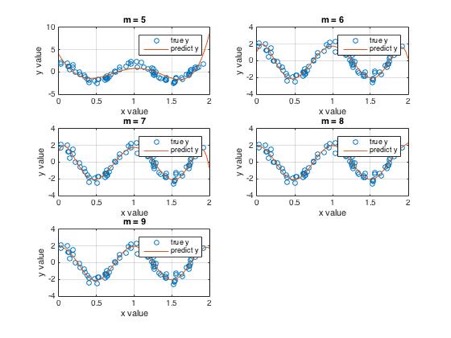 m = 5
10
5
0
-5
0 0.5 1 1.5 2
y value
x value
true y
predict y
m = 6
4
2
0
-2
-4
0 0.5 1 1.5 2
y value
x value
true y
predict y
m = 7
4
2
0
-2
-4
0 0.5 1 1.5 2
y value
x value
true y
predict y
m = 8
4
2
0
-2
-4
0 0.5 1 1.5 2
y value
x value
true y
predict y
m = 9
4
2
0
-2
-4
0 0.5 1 1.5 2
y value
x value
true y
predict y